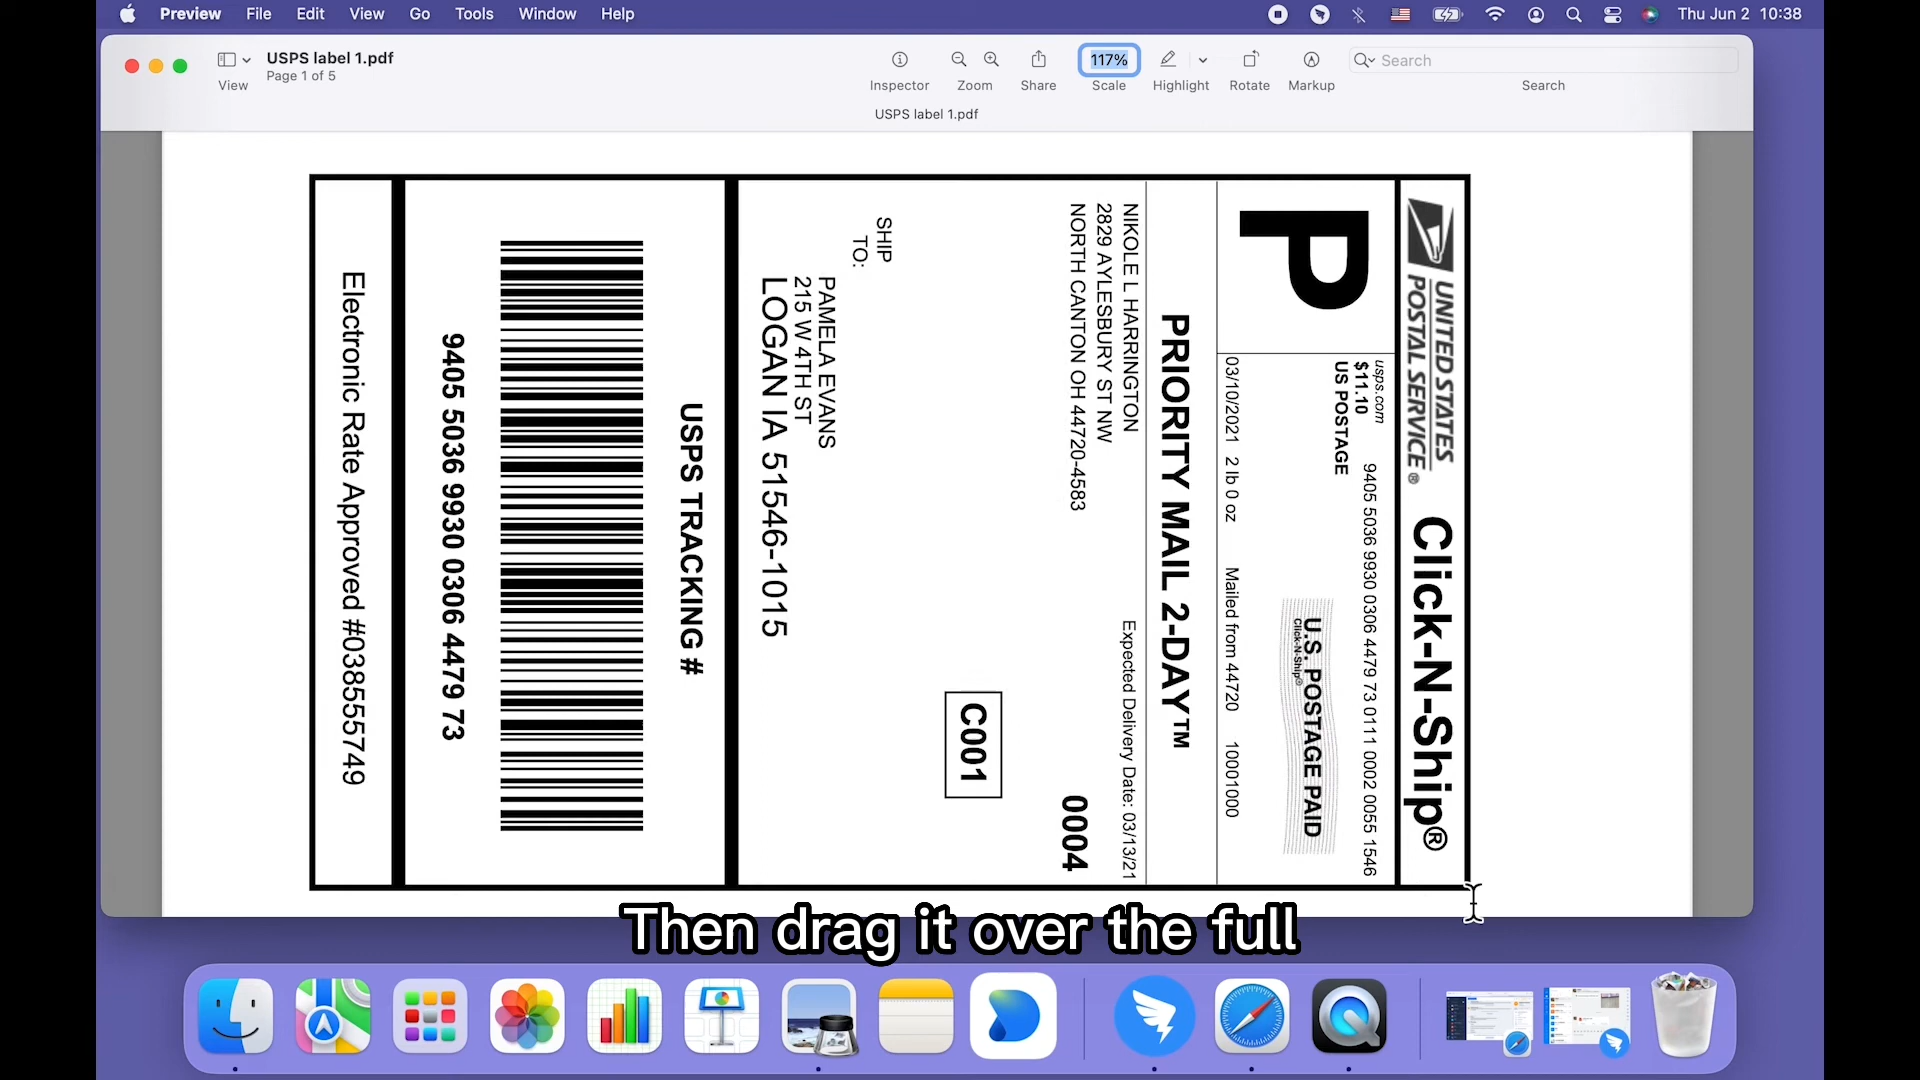 Preview File Edit View Go Tools Window Help
Thu Jun 2 10:38
USPS label 1.pdf
Page 1 of 5
View
Inspector
Zoom
Share
117%
Scale
Highlight
Rotate
Markup
Search
Search
USPS label 1.pdf
UNITED STATES
POSTAL SERVICE®
Click-N-Ship®
P
usps.com
$11.10
US POSTAGE
9405 5036 9930 0306 4479 73 0111 0002 0055 1546
U.S. POSTAGE PAID
Click-N-Ship®
03/10/2021 2 lb 0 oz Mailed from 44720 10001000
PRIORITY MAIL 2-DAY™
NIKOLE L HARRINGTON
2829 AYLESBURY ST NW
NORTH CANTON OH 44720-4583
Expected Delivery Date: 03/13/21
0004
C001
SHIP
TO:
PAMELA EVANS
215 W 4TH ST
LOGAN IA 51546-1015
USPS TRACKING #
9405 5036 9930 0306 4479 73
Electronic Rate Approved #038555749
Then drag it over the full